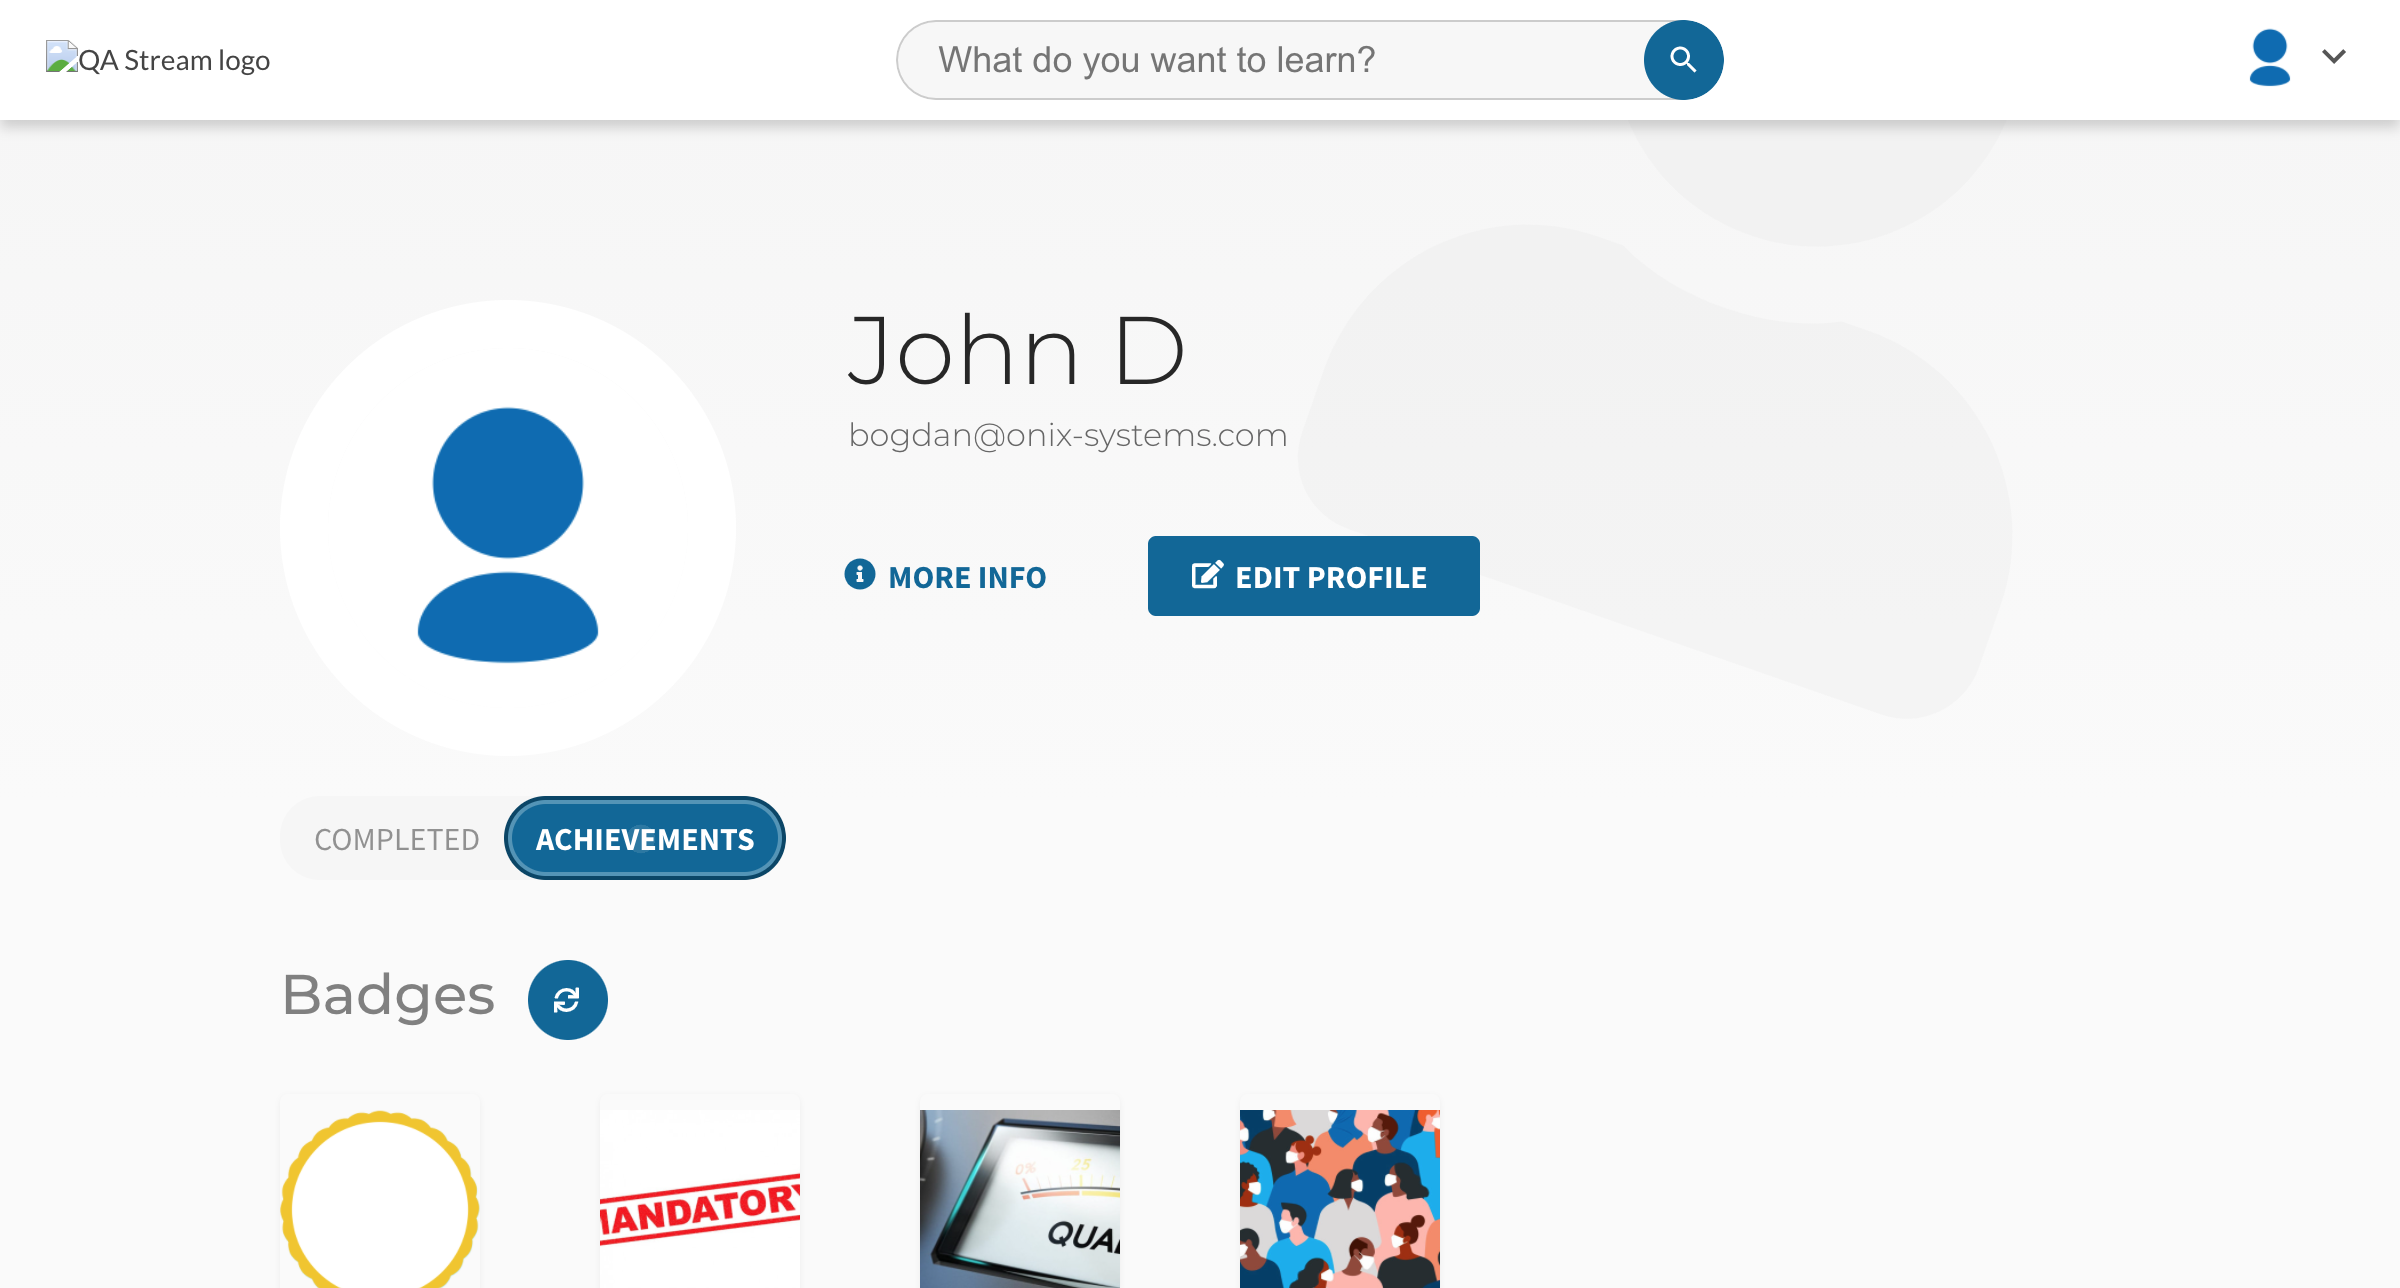 QA Stream logo
What do you want to learn?
John D
bogdan@onix-systems.com
MORE INFO
EDIT PROFILE
COMPLETED
ACHIEVEMENTS
Badges
0% 25
IANDATORY
QUAL